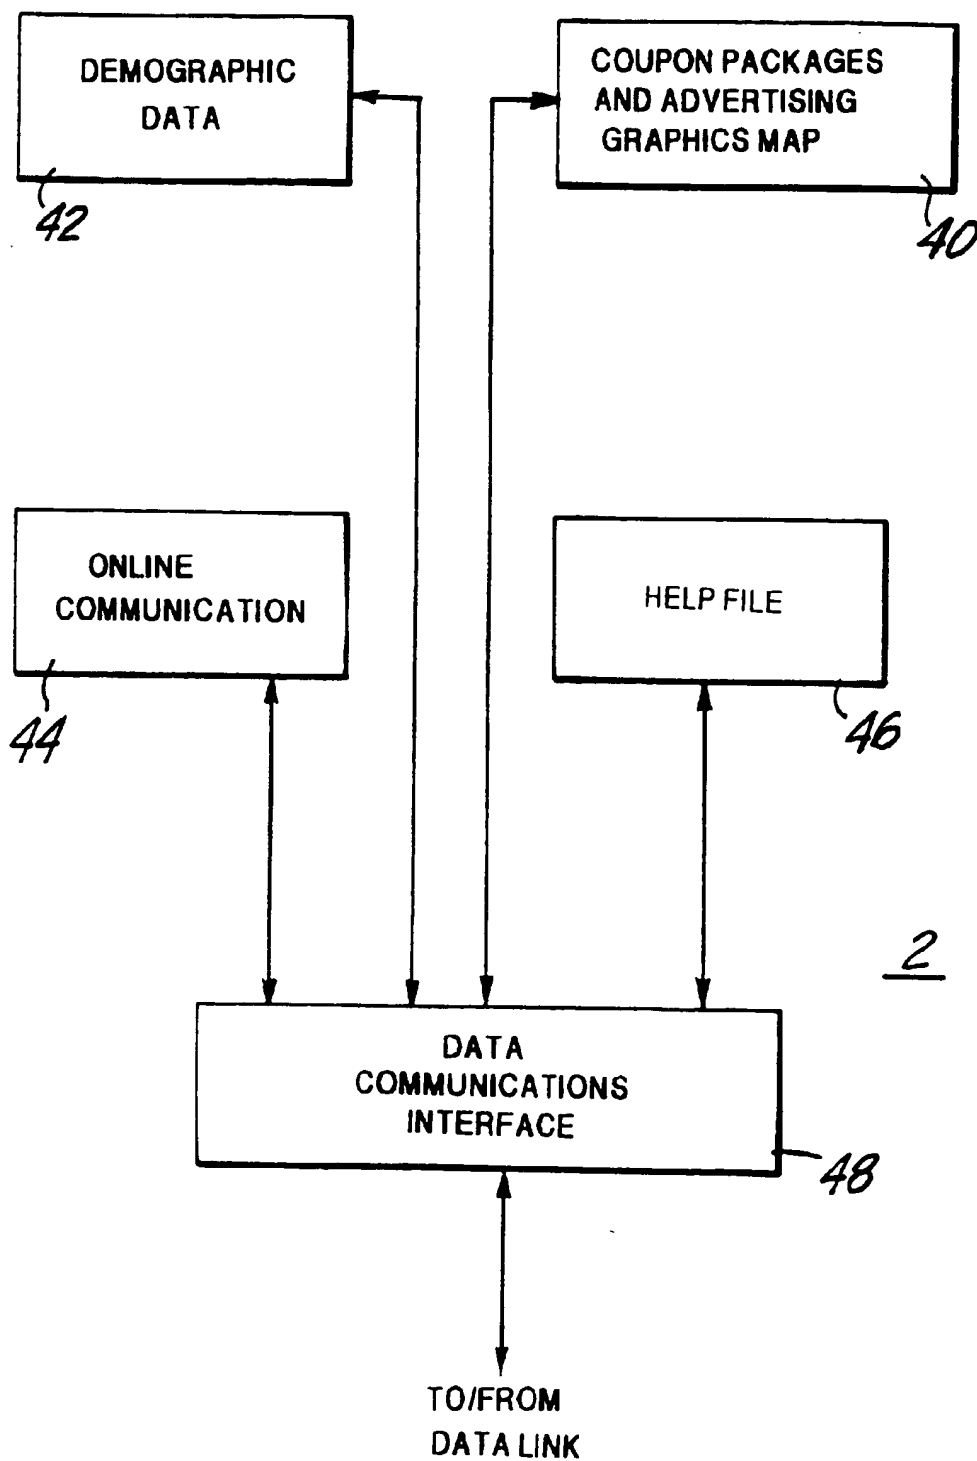 DEMOGRAPHIC
DATA
42
COUPON PACKAGES
AND ADVERTISING
GRAPHICS MAP
40
ONLINE
COMMUNICATION
44
HELP FILE
46
2
DATA
COMMUNICATIONS
INTERFACE
48
TO/FROM
DATA LINK